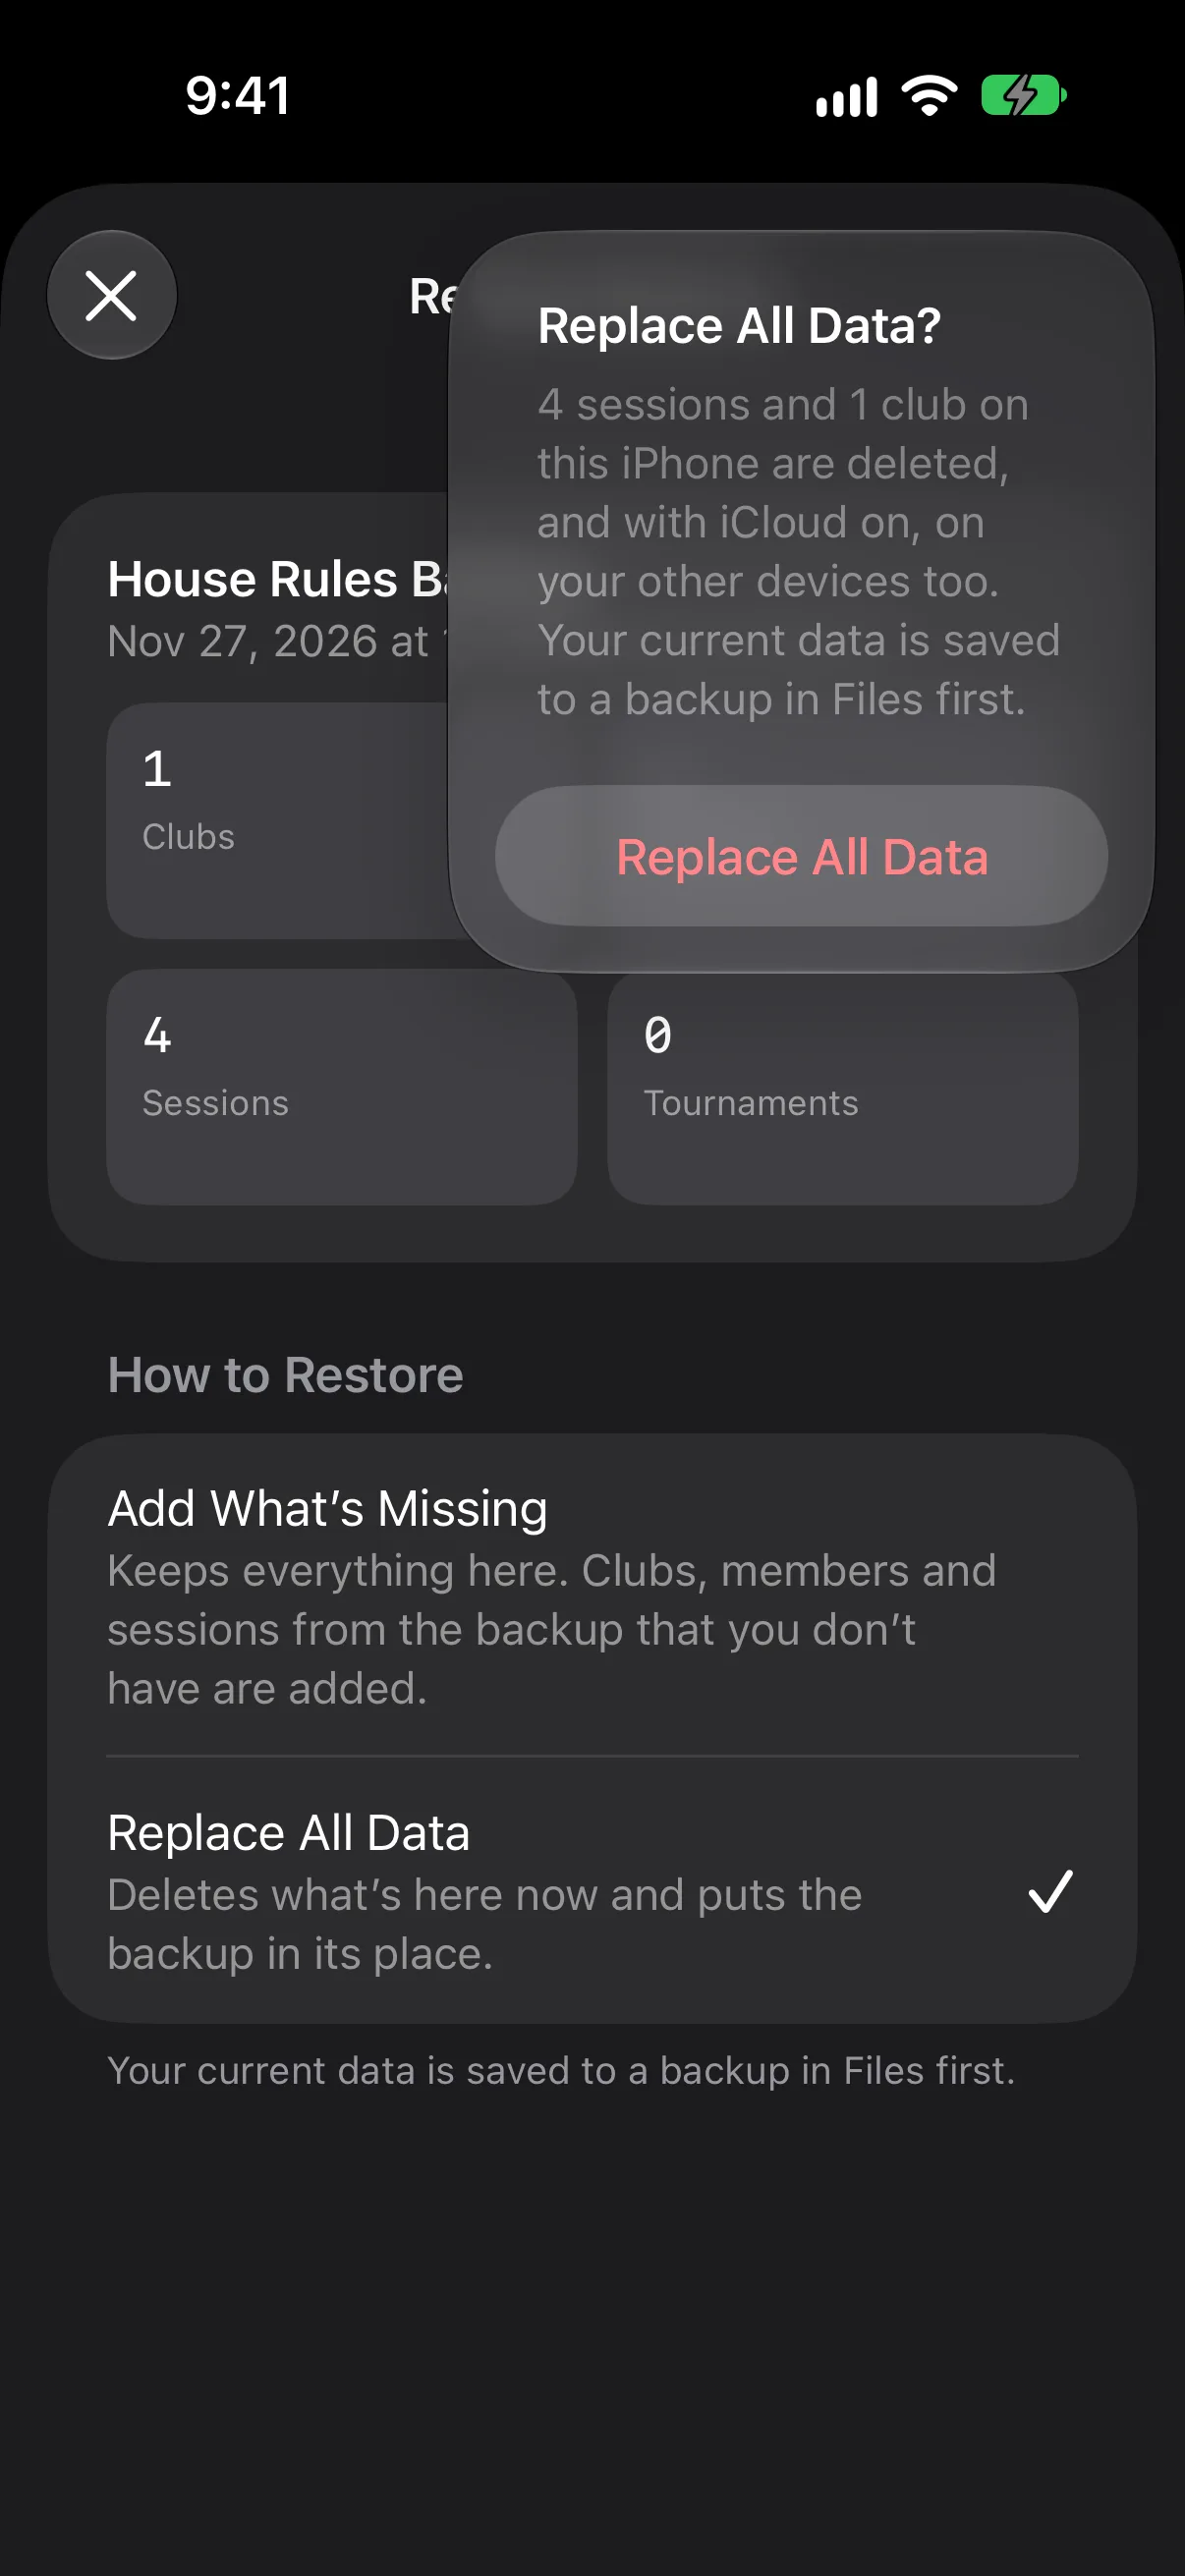 9:41
Replace All Data?
4 sessions and 1 club on
this iPhone are deleted,
and with iCloud on, on
your other devices too.
Your current data is saved
to a backup in Files first.
Replace All Data
House Rules
Nov 27, 2026 at
1
Clubs
4
Sessions
0
Tournaments
How to Restore
Add What’s Missing
Keeps everything here. Clubs, members and
sessions from the backup that you don’t
have are added.
Replace All Data
Deletes what’s here now and puts the
backup in its place.
Your current data is saved to a backup in Files first.